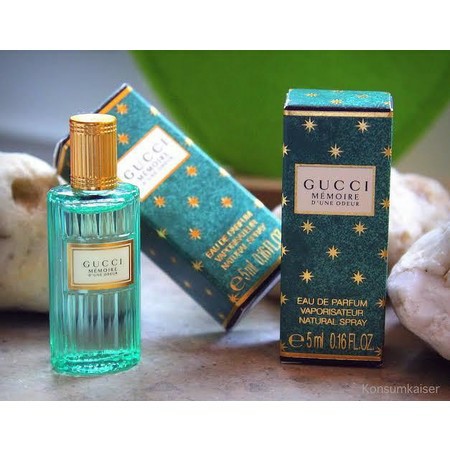 GUCCI
MÉMOIRE
D'UNE ODEUR
GUCCI
MÉMOIRE
D'UNE ODEUR
EAU DE PARFUM
VAPORISATEUR
NATURAL SPRAY
℮5ml 0.16 FL.OZ.
GUCCI
MÉMOIRE
D'UNE ODEUR
EAU DE PARFUM
VAPORISATEUR
NATURAL SPRAY
℮5ml 0.16 FL.OZ.
Konsumkaiser